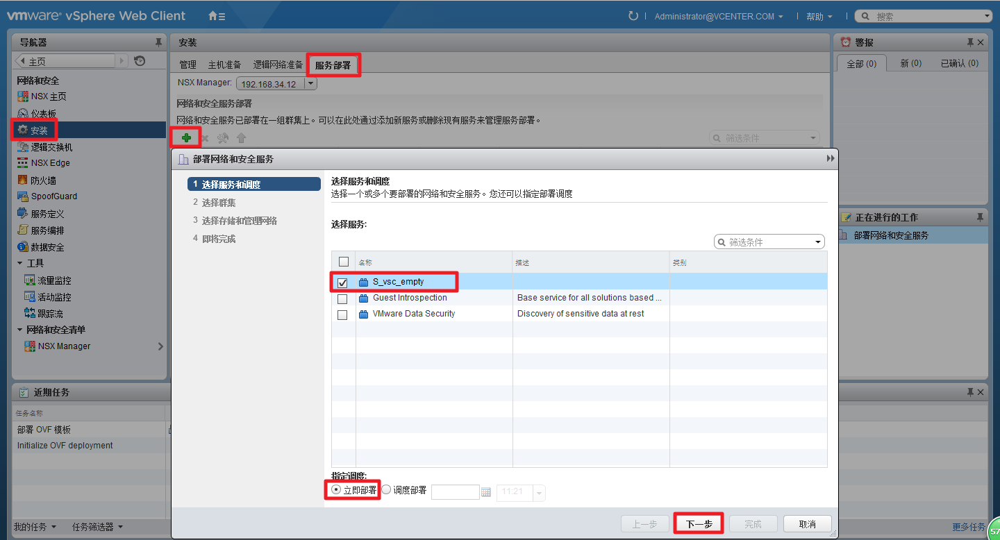 vmware® vSphere Web Client
Administrator@VCENTER.COM
帮助
搜索
导航器
主页
网络和安全
NSX 主页
仪表板
安装
逻辑交换机
NSX Edge
防火墙
SpoofGuard
服务定义
服务编排
数据安全
工具
流量监控
活动监控
跟踪流
网络和安全清单
NSX Manager
近期任务
任务名称
部署 OVF 模板
Initialize OVF deployment
我的任务
任务筛选器
安装
管理 主机准备 逻辑网络准备 服务部署
NSX Manager: 192.168.34.12
网络和安全服务部署
网络和安全服务已部署在一组群集上。可以在此处通过添加新服务或删除现有服务来管理服务部署。
筛选条件
部署网络和安全服务
1 选择服务和调度
2 选择群集
3 选择存储和管理网络
4 即将完成
选择服务和调度
选择一个或多个要部署的网络和安全服务。您还可以指定部署调度
选择服务:
筛选条件
名称 描述 类别
S_vsc_empty
Guest Introspection Base service for all solutions based ...
VMware Data Security Discovery of sensitive data at rest
指定调度:
立即部署 调度部署 11:21
上一步 下一步 完成 取消
警报
全部 (0) 新 (0) 已确认 (0)
正在进行的工作
部署网络和安全服务
更多任务
57